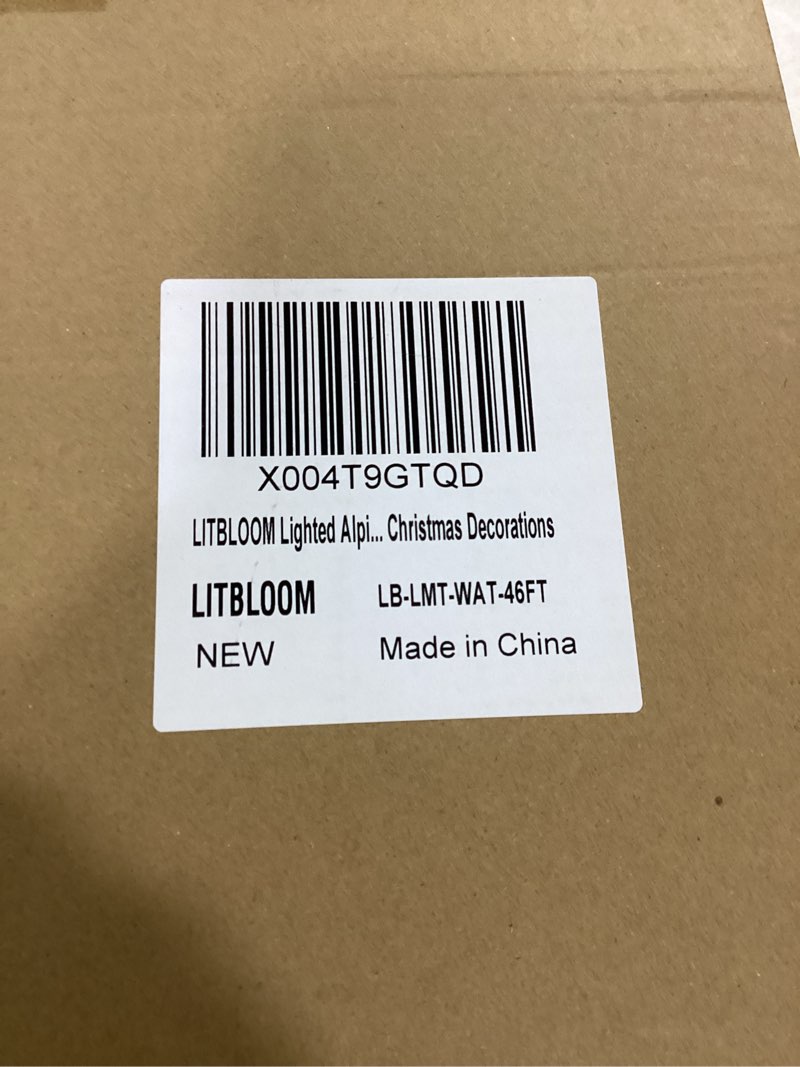 X004T9GTQD
LITBLOOM Lighted Alpi... Christmas Decorations
LITBLOOM LB-LMT-WAT-46FT
NEW Made in China